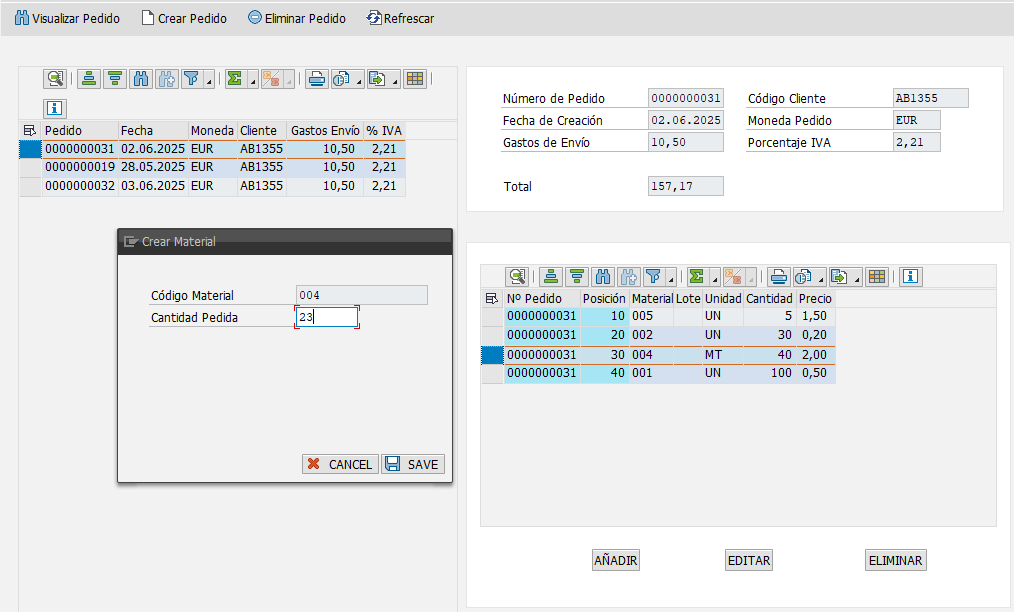 Visualizar Pedido Crear Pedido Eliminar Pedido Refrescar
Pedido Fecha Moneda Cliente Gastos Envío % IVA
0000000031 02.06.2025 EUR AB1355 10,50 2,21
0000000019 28.05.2025 EUR AB1355 10,50 2,21
0000000032 03.06.2025 EUR AB1355 10,50 2,21
Crear Material
Código Material 004
Cantidad Pedida 23
CANCEL SAVE
Número de Pedido 0000000031 Código Cliente AB1355
Fecha de Creación 02.06.2025 Moneda Pedido EUR
Gastos de Envío 10,50 Porcentaje IVA 2,21
Total 157,17
Nº Pedido Posición Material Lote Unidad Cantidad Precio
0000000031 10 005 UN 5 1,50
0000000031 20 002 UN 30 0,20
0000000031 30 004 MT 40 2,00
0000000031 40 001 UN 100 0,50
AÑADIR EDITAR ELIMINAR